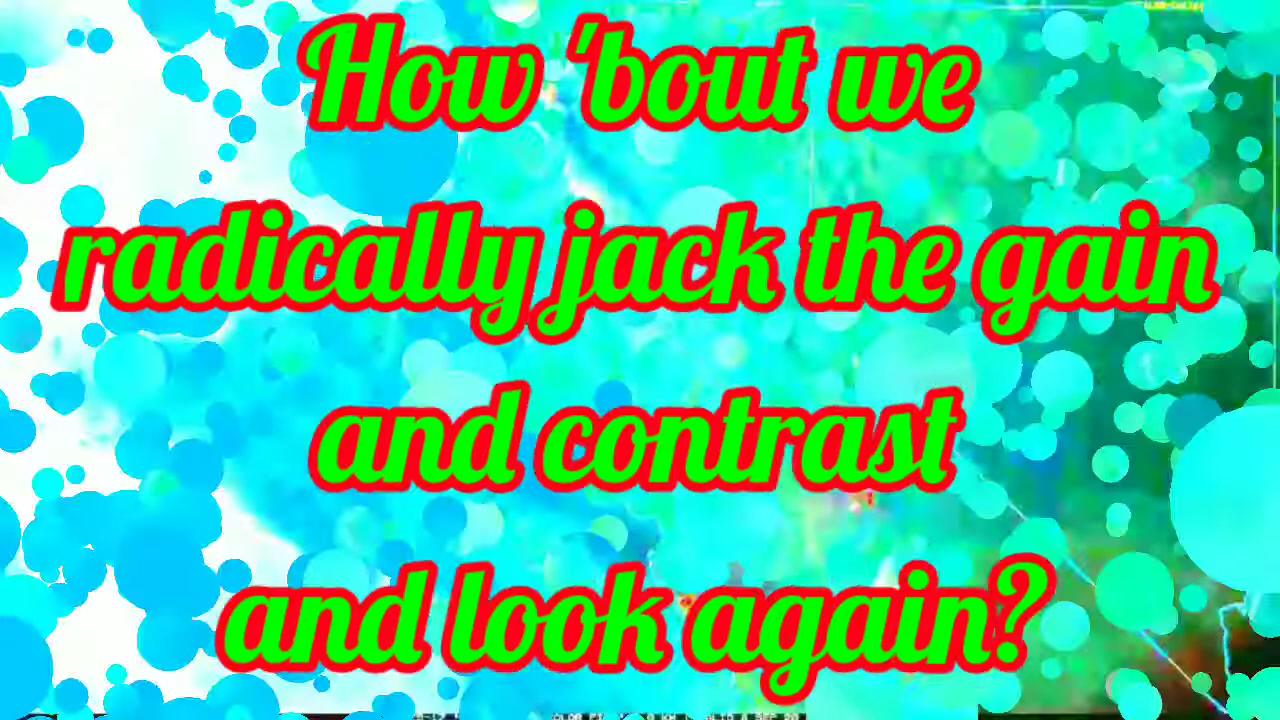 How 'bout we
radically jack the gain
and contrast
and look again?